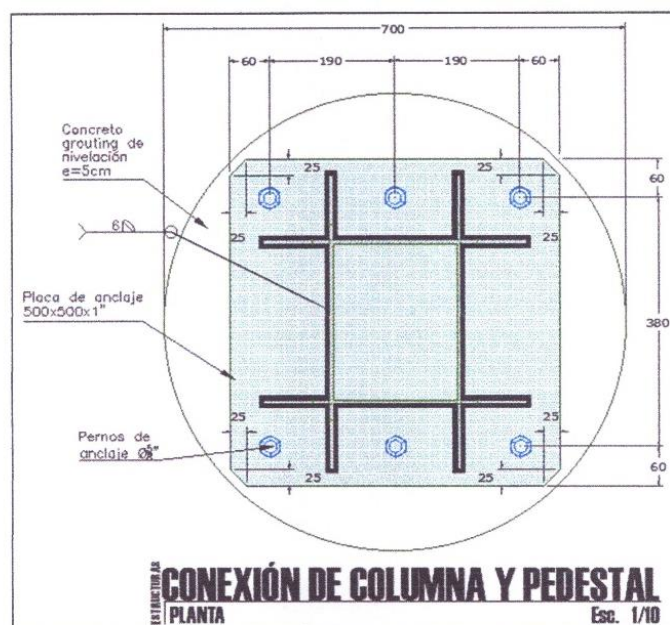 700
60 190 190 60
Concreto
grouting de
nivelación
e=5cm
25 25
60
25 25
6
Placa de anclaje
500x500x1"
380
25 25
Pernos de
anclaje
25 25
60
ESTRUCTURAS
CONEXIÓN DE COLUMNA Y PEDESTAL
PLANTA Esc. 1/10